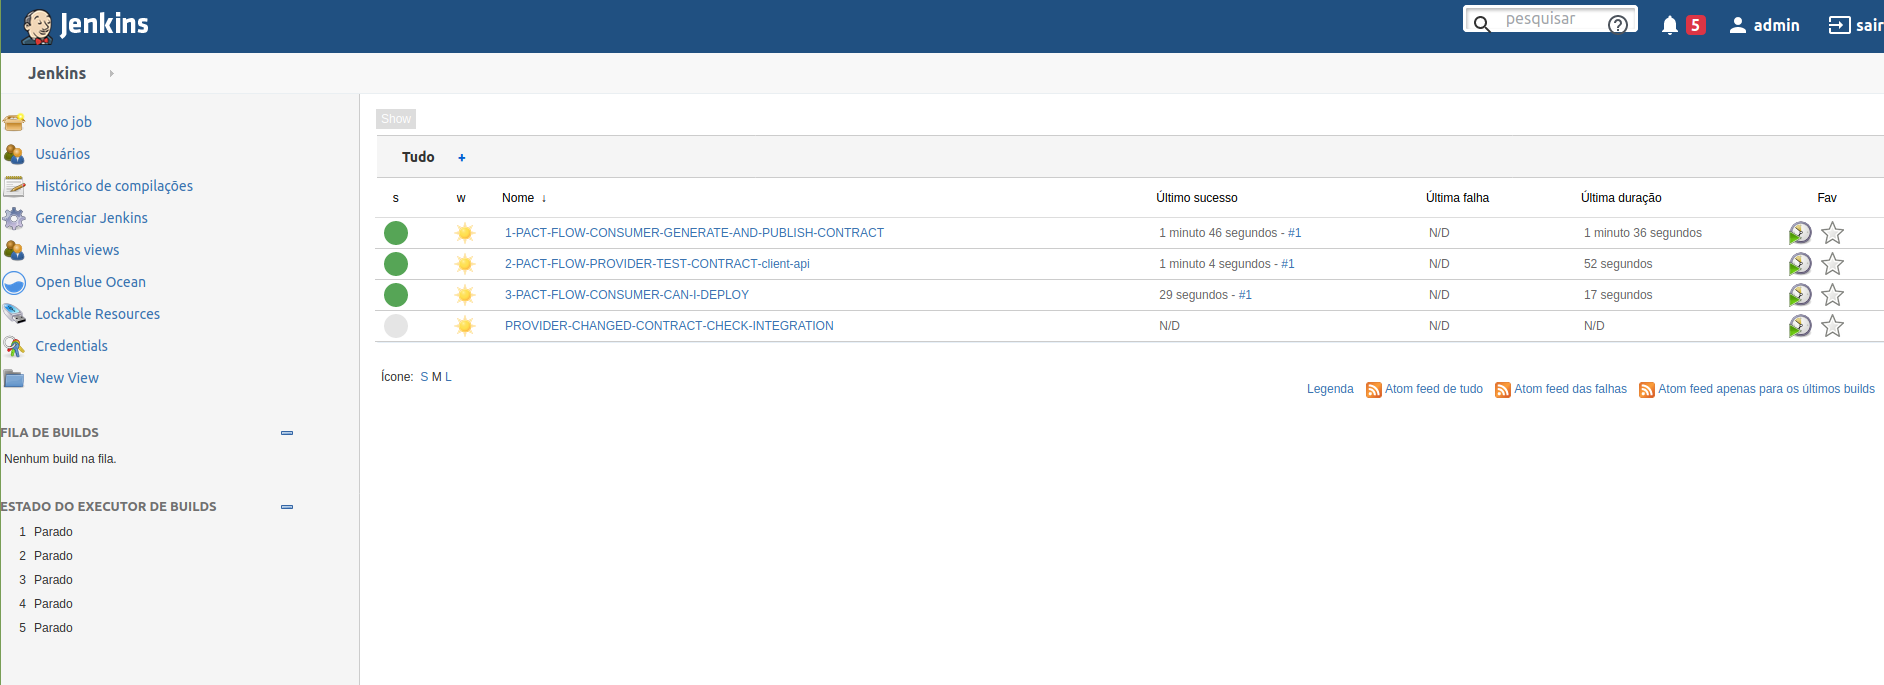 Jenkins
pesquisar
5
admin
sair
Jenkins
Novo job
Usuários
Histórico de compilações
Gerenciar Jenkins
Minhas views
Open Blue Ocean
Lockable Resources
Credentials
New View
FILA DE BUILDS
Nenhum build na fila.
ESTADO DO EXECUTOR DE BUILDS
1 Parado
2 Parado
3 Parado
4 Parado
5 Parado
Show
Tudo +
S W Nome ↓ Último sucesso Última falha Última duração Fav
1-PACT-FLOW-CONSUMER-GENERATE-AND-PUBLISH-CONTRACT 1 minuto 46 segundos - #1 N/D 1 minuto 36 segundos
2-PACT-FLOW-PROVIDER-TEST-CONTRACT-client-api 1 minuto 4 segundos - #1 N/D 52 segundos
3-PACT-FLOW-CONSUMER-CAN-I-DEPLOY 29 segundos - #1 N/D 17 segundos
PROVIDER-CHANGED-CONTRACT-CHECK-INTEGRATION N/D N/D N/D
Ícone: S M L
Legenda Atom feed de tudo Atom feed das falhas Atom feed apenas para os últimos builds